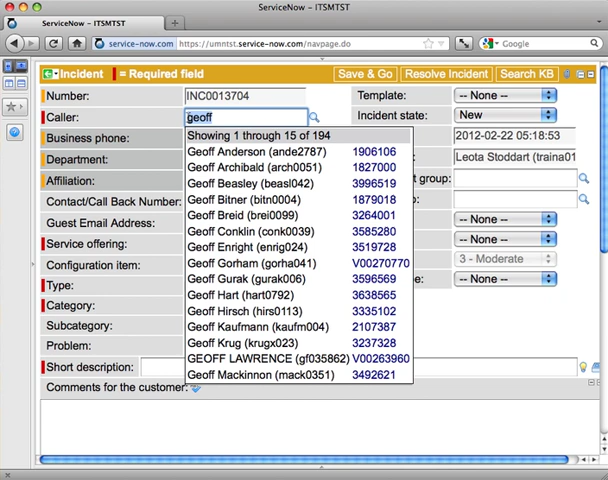 ServiceNow – ITSMTST
ServiceNow – ITSMTST
service-now.com https://umntst.service-now.com/navpage.do
Google
Incident
= Required field
Save & Go
Resolve Incident
Search KB
Number:
INC0013704
Template:
-- None --
Caller:
geoff
Incident state:
New
Business phone:
2012-02-22 05:18:53
Department:
Leota Stoddart (traina01
Affiliation:
t group:
Contact/Call Back Number:
Guest Email Address:
-- None --
Service offering:
-- None --
Configuration item:
3 - Moderate
Type:
-- None --
Category:
Subcategory:
Problem:
Short description:
Comments for the customer:
Showing 1 through 15 of 194
Geoff Anderson (ande2787) 1906106
Geoff Archibald (arch0051) 1827000
Geoff Beasley (beasl042) 3996519
Geoff Bitner (bitn0004) 1879018
Geoff Breid (brei0099) 3264001
Geoff Conklin (conk0039) 3585280
Geoff Enright (enrig024) 3519728
Geoff Gorham (gorha041) V00270770
Geoff Gurak (gurak006) 3596569
Geoff Hart (hart0792) 3638565
Geoff Hirsch (hirs0113) 3335102
Geoff Kaufmann (kaufm004) 2107387
Geoff Krug (krugx023) 3237328
GEOFF LAWRENCE (gf035862) V00263960
Geoff Mackinnon (mack0351) 3492621